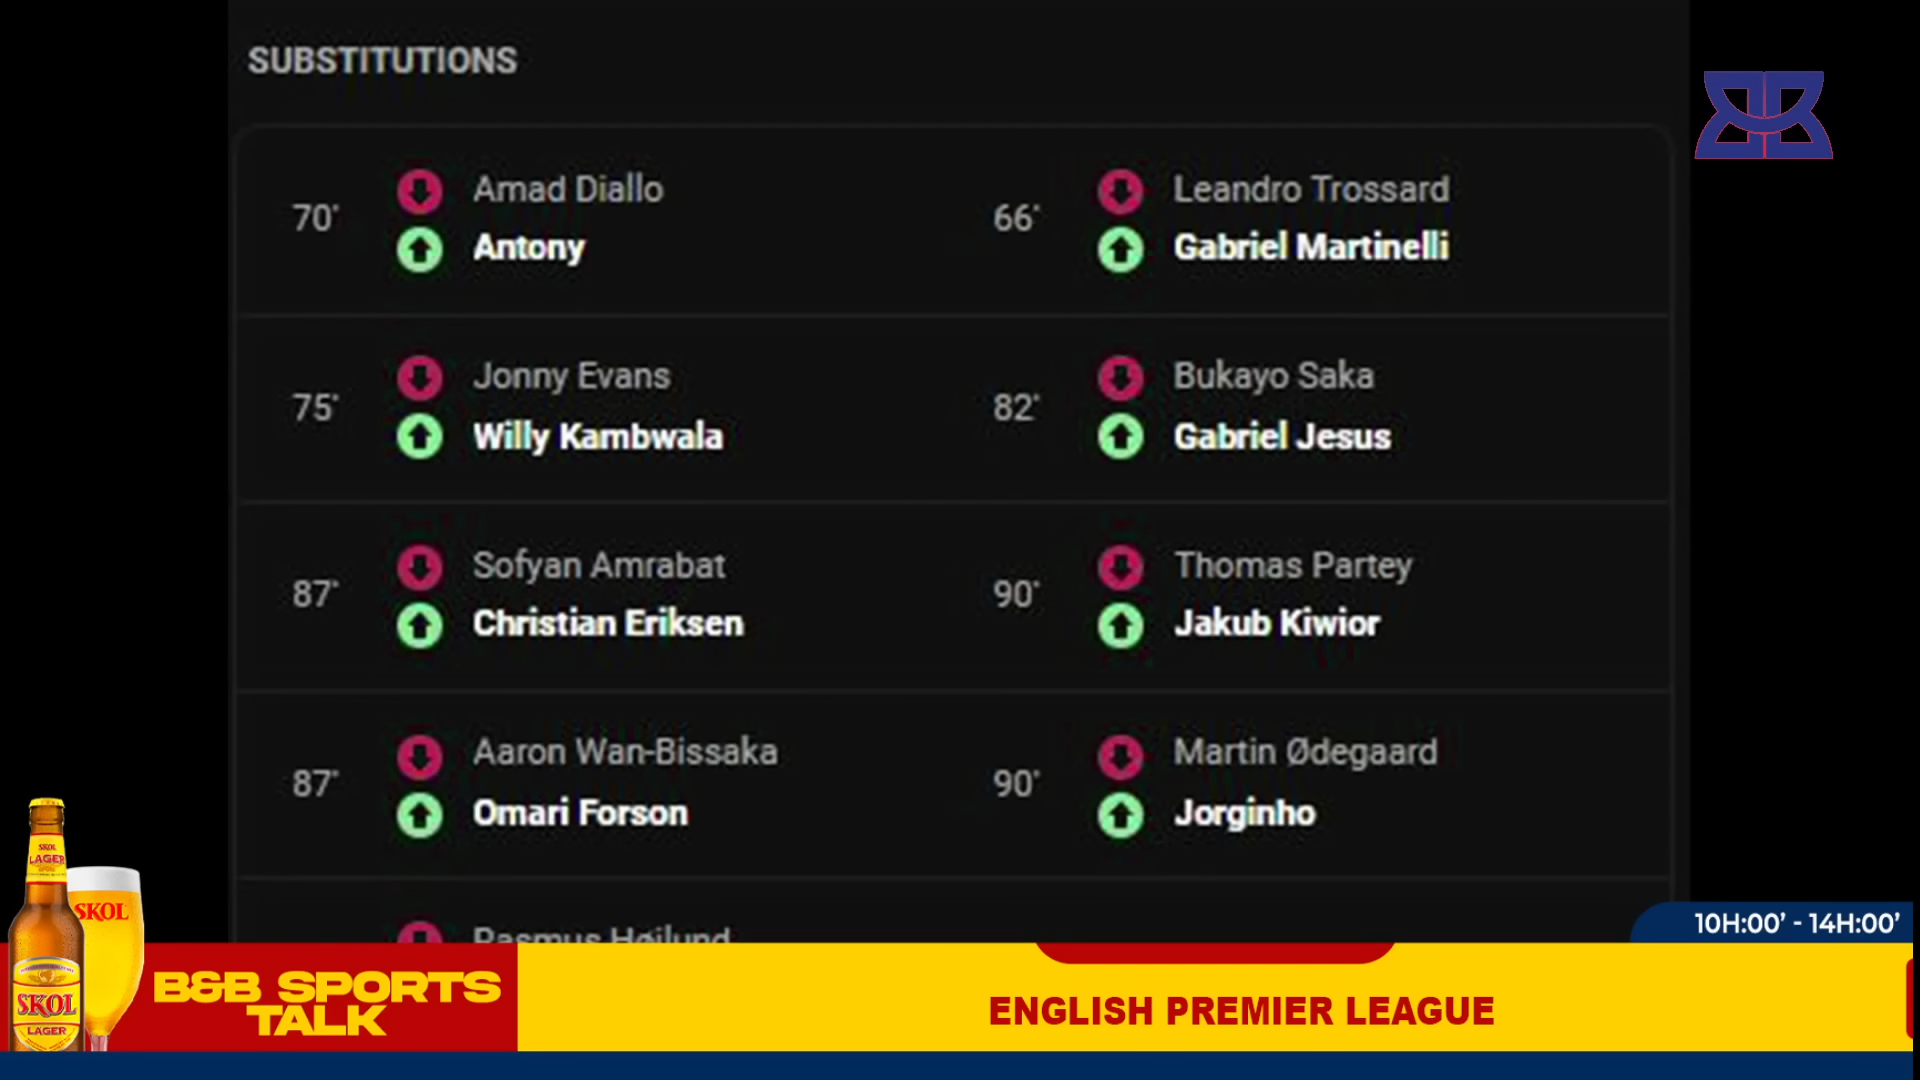 SUBSTITUTIONS
70'
Amad Diallo
Antony
66'
Leandro Trossard
Gabriel Martinelli
75'
Jonny Evans
Willy Kambwala
82'
Bukayo Saka
Gabriel Jesus
87'
Sofyan Amrabat
Christian Eriksen
90'
Thomas Partey
Jakub Kiwior
87'
Aaron Wan-Bissaka
Omari Forson
90'
Martin Ødegaard
Jorginho
Rasmus Højlund
10H:00’ - 14H:00’
SKOL
LAGER
SKOL
SKOL
LAGER
B&B SPORTS
TALK
ENGLISH PREMIER LEAGUE